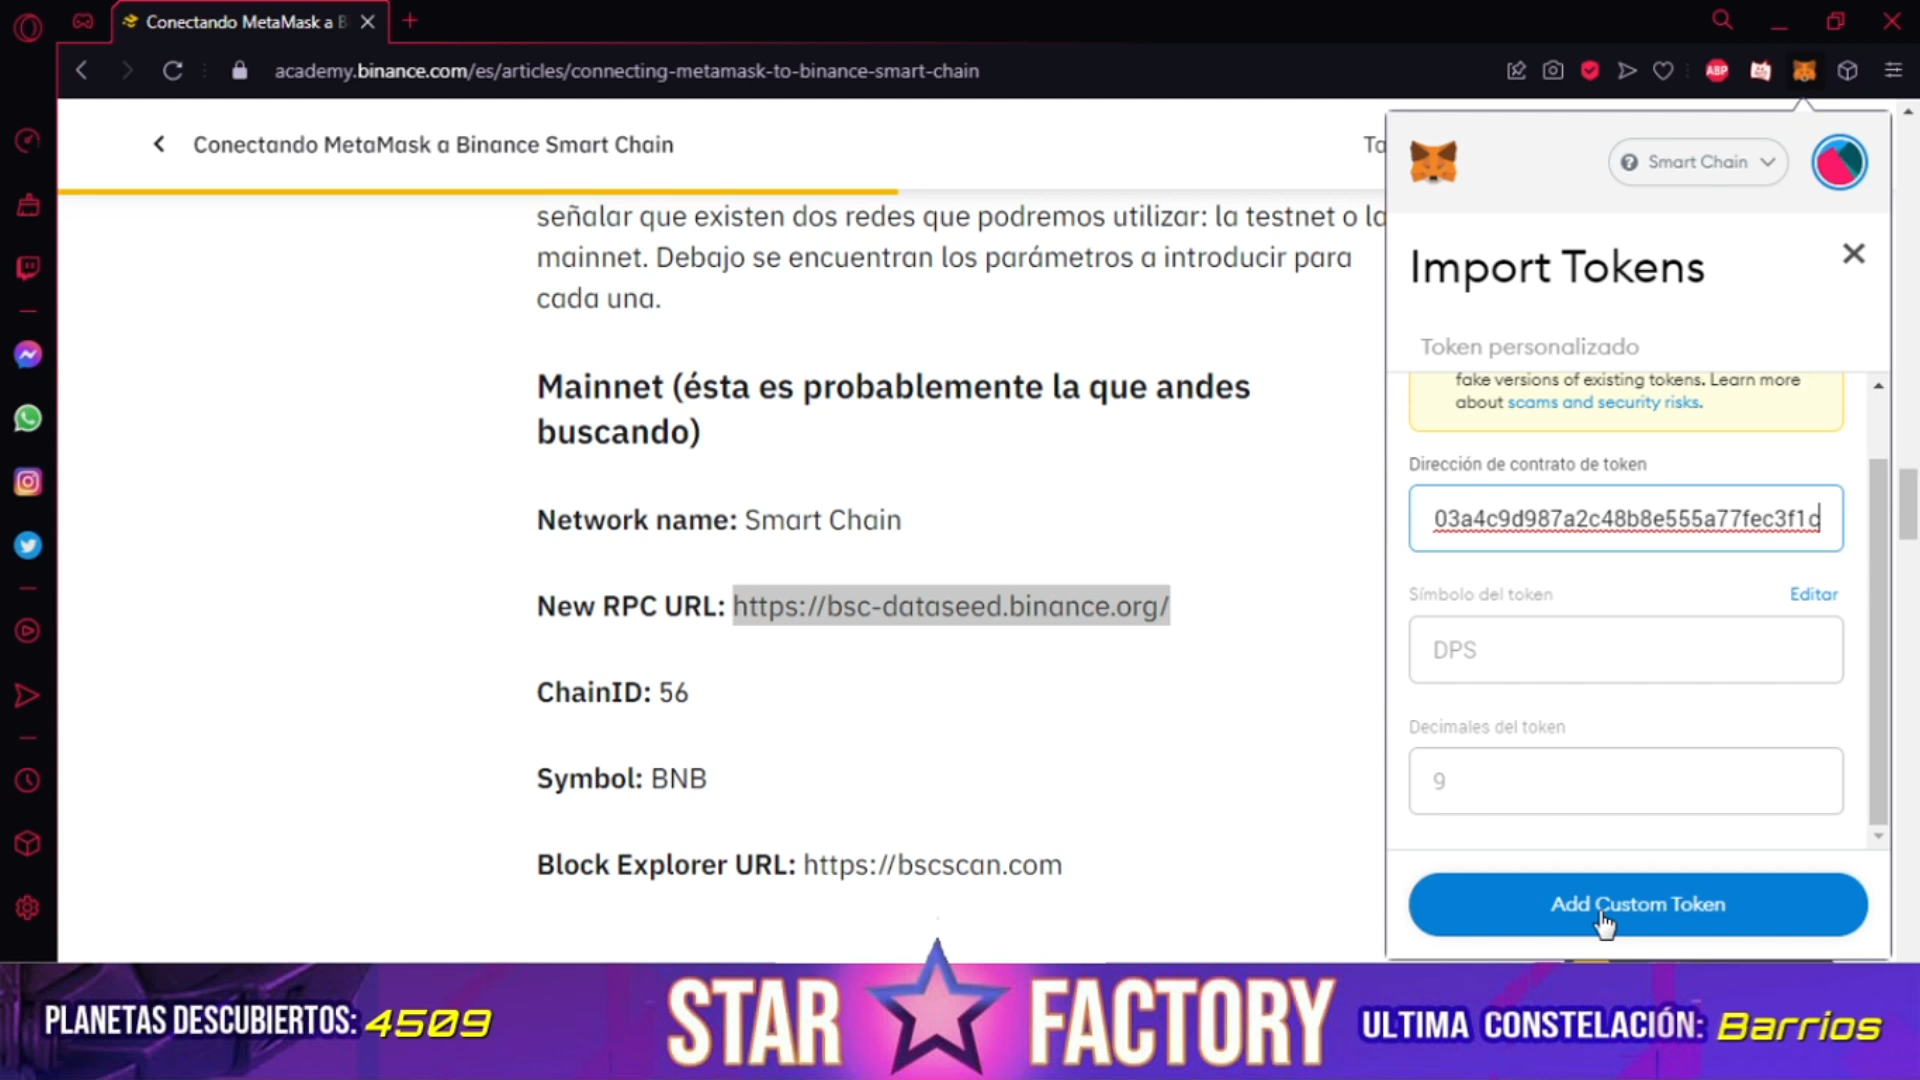 Conectando MetaMask a B
academy.binance.com/es/articles/connecting-metamask-to-binance-smart-chain
ABP
Conectando MetaMask a Binance Smart Chain
Ta
señalar que existen dos redes que podremos utilizar: la testnet o la
mainnet. Debajo se encuentran los parámetros a introducir para
cada una.
Mainnet (ésta es probablemente la que andes
buscando)
Network name: Smart Chain
New RPC URL: https://bsc-dataseed.binance.org/
ChainID: 56
Symbol: BNB
Block Explorer URL: https://bscscan.com
Smart Chain
Import Tokens
Token personalizado
fake versions of existing tokens. Learn more
about scams and security risks.
Dirección de contrato de token
03a4c9d987a2c48b8e555a77fec3f1c
Símbolo del token
Editar
DPS
Decimales del token
9
Add Custom Token
PLANETAS DESCUBIERTOS: 4509
STAR FACTORY
ULTIMA CONSTELACIÓN: Barrios